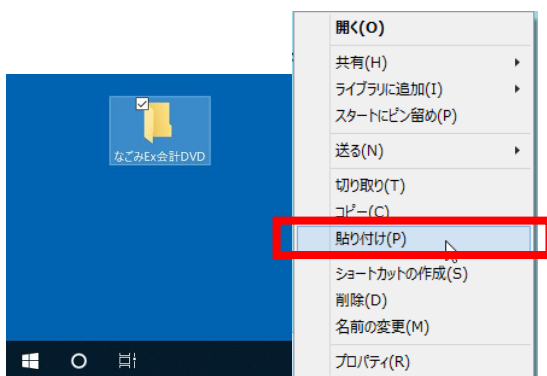 なごみEx会計DVD
開く(O)
共有(H)
ライブラリに追加(I)
スタートにピン留め(P)
送る(N)
切り取り(T)
コピー(C)
貼り付け(P)
ショートカットの作成(S)
削除(D)
名前の変更(M)
プロパティ(R)